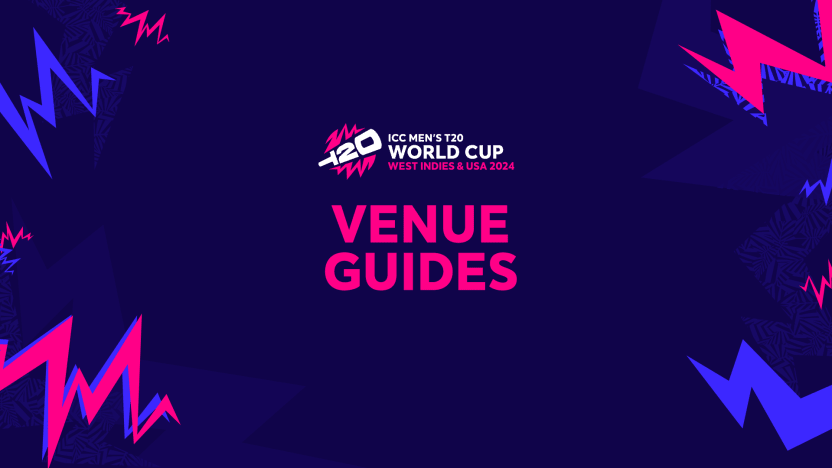 T20
ICC MEN'S T20
WORLD CUP
WEST INDIES & USA 2024
VENUE
GUIDES